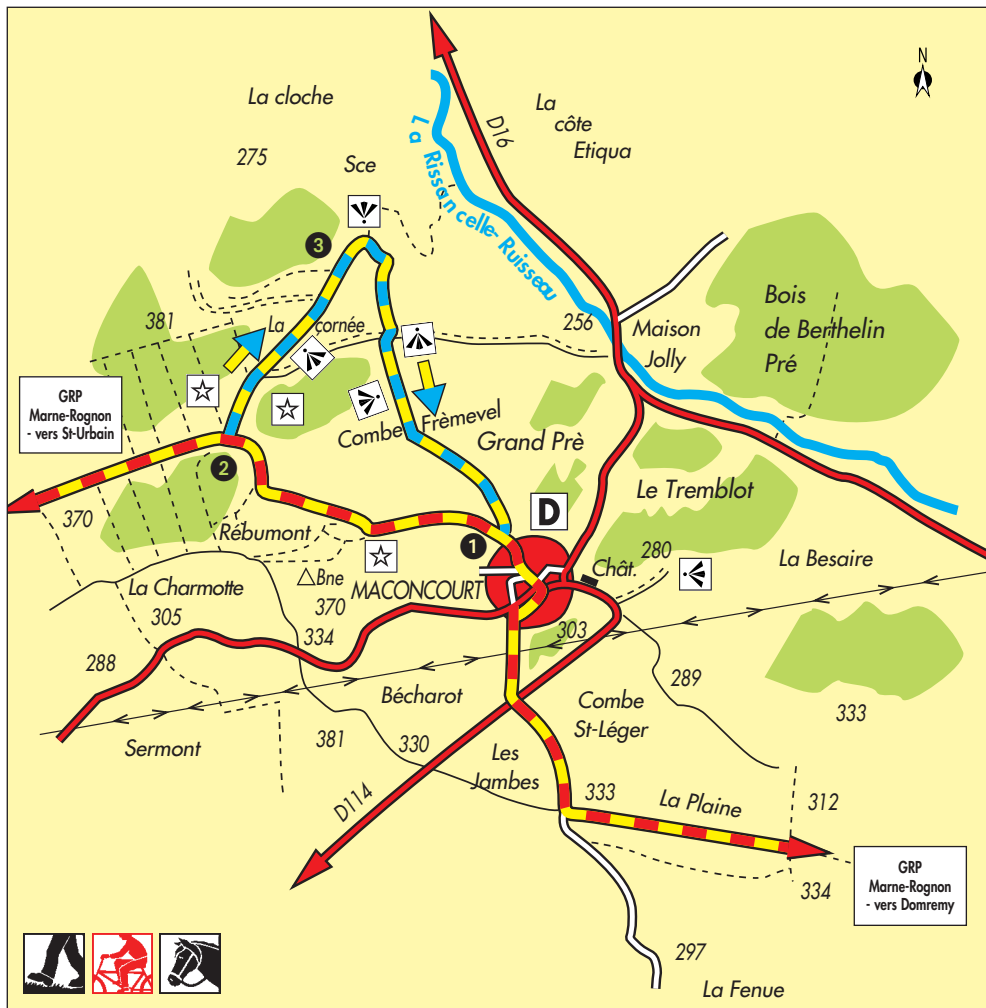 N
La cloche
La
côte
Etiqua
D16
275
Sce
La Rissancelle-Ruisseau
3
381
La cornée
256
Maison
Jolly
Bois
de Berthelin
Pré
GRP
Marne-Rognon
- vers St-Urbain
Combe Frèmevel
Grand Prè
2
370
Rébumont
D
Le Tremblot
1
280
La Besaire
Chât.
La Charmotte
Bne
370
MACONCOURT
305
334
303
288
289
Bécharot
Combe
St-Léger
333
Sermont
381
330
Les
Jambes
333
La Plaine
312
D114
GRP
Marne-Rognon
- vers Domremy
334
297
La Fenue